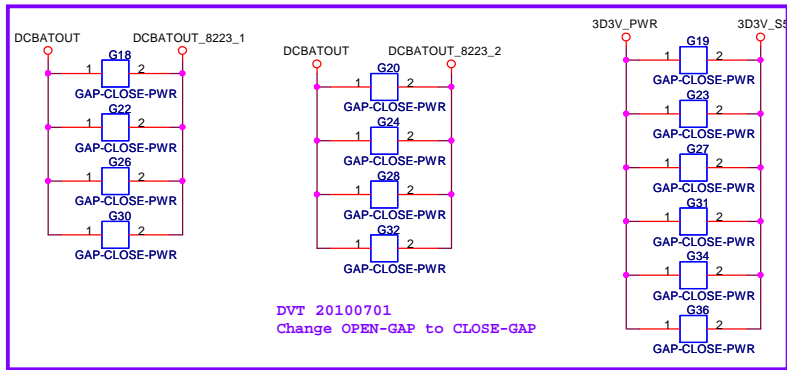 DCBATOUT DCBATOUT_8223_1
G18
1 2
GAP-CLOSE-PWR
G22
1 2
GAP-CLOSE-PWR
G26
1 2
GAP-CLOSE-PWR
G30
1 2
GAP-CLOSE-PWR
DCBATOUT DCBATOUT_8223_2
G20
1 2
GAP-CLOSE-PWR
G24
1 2
GAP-CLOSE-PWR
G28
1 2
GAP-CLOSE-PWR
G32
1 2
GAP-CLOSE-PWR
3D3V_PWR 3D3V_S5
G19
1 2
GAP-CLOSE-PWR
G23
1 2
GAP-CLOSE-PWR
G27
1 2
GAP-CLOSE-PWR
G31
1 2
GAP-CLOSE-PWR
G34
1 2
GAP-CLOSE-PWR
G36
1 2
GAP-CLOSE-PWR
DVT 20100701
Change OPEN-GAP to CLOSE-GAP